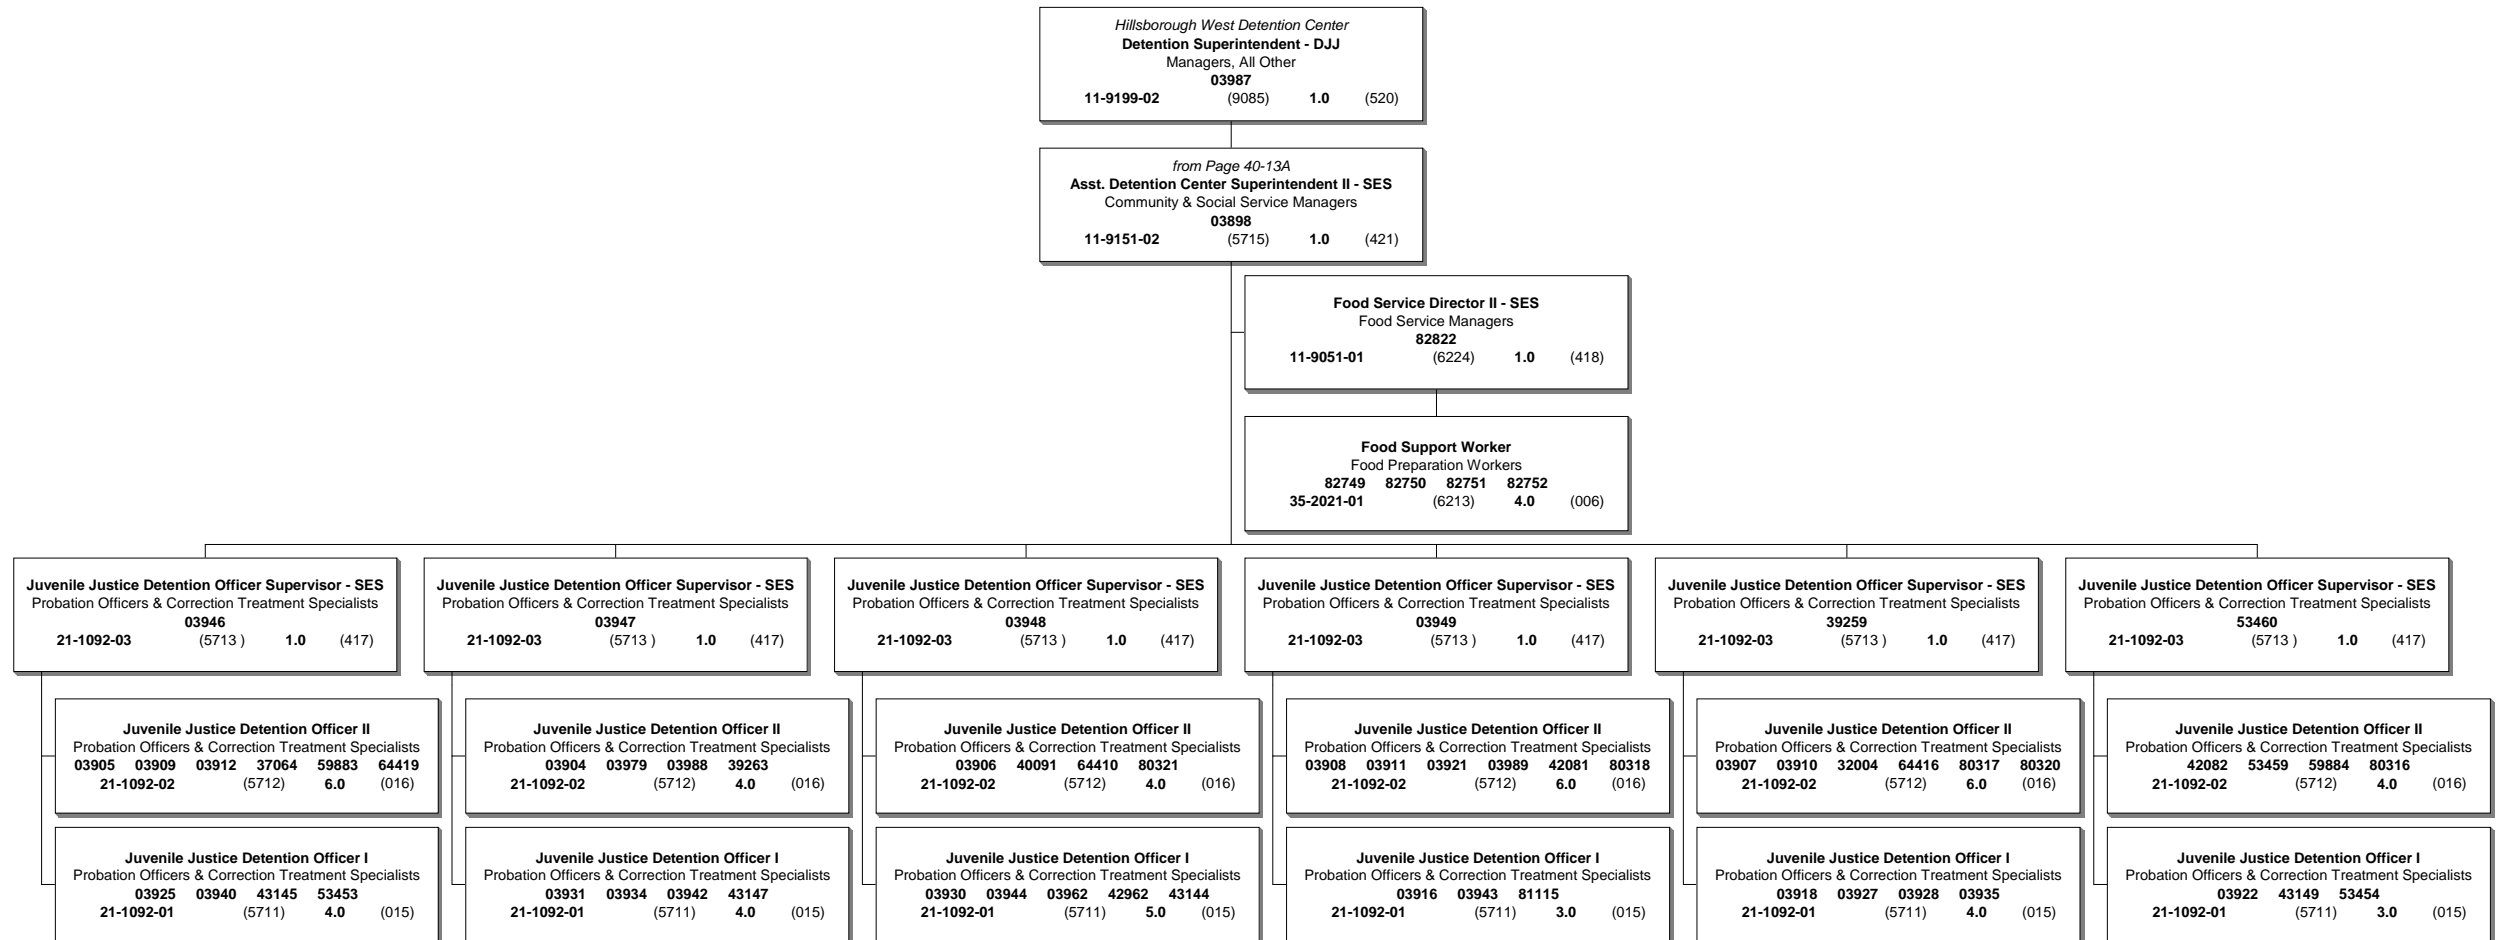 Hillsborough West Detention Center
Detention Superintendent - DJJ
Managers, All Other
03987
11-9199-02 (9085) 1.0 (520)
from Page 40-13A
Asst. Detention Center Superintendent II - SES
Community & Social Service Managers
03898
11-9151-02 (5715) 1.0 (421)
Food Service Director II - SES
Food Service Managers
82822
11-9051-01 (6224) 1.0 (418)
Food Support Worker
Food Preparation Workers
82749 82750 82751 82752
35-2021-01 (6213) 4.0 (006)
Juvenile Justice Detention Officer Supervisor - SES
Probation Officers & Correction Treatment Specialists
03946
21-1092-03 (5713 ) 1.0 (417)
Juvenile Justice Detention Officer II
Probation Officers & Correction Treatment Specialists
03905 03909 03912 37064 59883 64419
21-1092-02 (5712) 6.0 (016)
Juvenile Justice Detention Officer I
Probation Officers & Correction Treatment Specialists
03925 03940 43145 53453
21-1092-01 (5711) 4.0 (015)
Juvenile Justice Detention Officer Supervisor - SES
Probation Officers & Correction Treatment Specialists
03947
21-1092-03 (5713 ) 1.0 (417)
Juvenile Justice Detention Officer II
Probation Officers & Correction Treatment Specialists
03904 03979 03988 39263
21-1092-02 (5712) 4.0 (016)
Juvenile Justice Detention Officer I
Probation Officers & Correction Treatment Specialists
03931 03934 03942 43147
21-1092-01 (5711) 4.0 (015)
Juvenile Justice Detention Officer Supervisor - SES
Probation Officers & Correction Treatment Specialists
03948
21-1092-03 (5713 ) 1.0 (417)
Juvenile Justice Detention Officer II
Probation Officers & Correction Treatment Specialists
03906 40091 64410 80321
21-1092-02 (5712) 4.0 (016)
Juvenile Justice Detention Officer I
Probation Officers & Correction Treatment Specialists
03930 03944 03962 42962 43144
21-1092-01 (5711) 5.0 (015)
Juvenile Justice Detention Officer Supervisor - SES
Probation Officers & Correction Treatment Specialists
03949
21-1092-03 (5713 ) 1.0 (417)
Juvenile Justice Detention Officer II
Probation Officers & Correction Treatment Specialists
03908 03911 03921 03989 42081 80318
21-1092-02 (5712) 6.0 (016)
Juvenile Justice Detention Officer I
Probation Officers & Correction Treatment Specialists
03916 03943 81115
21-1092-01 (5711) 3.0 (015)
Juvenile Justice Detention Officer Supervisor - SES
Probation Officers & Correction Treatment Specialists
39259
21-1092-03 (5713 ) 1.0 (417)
Juvenile Justice Detention Officer II
Probation Officers & Correction Treatment Specialists
03907 03910 32004 64416 80317 80320
21-1092-02 (5712) 6.0 (016)
Juvenile Justice Detention Officer I
Probation Officers & Correction Treatment Specialists
03918 03927 03928 03935
21-1092-01 (5711) 4.0 (015)
Juvenile Justice Detention Officer Supervisor - SES
Probation Officers & Correction Treatment Specialists
53460
21-1092-03 (5713 ) 1.0 (417)
Juvenile Justice Detention Officer II
Probation Officers & Correction Treatment Specialists
42082 53459 59884 80316
21-1092-02 (5712) 4.0 (016)
Juvenile Justice Detention Officer I
Probation Officers & Correction Treatment Specialists
03922 43149 53454
21-1092-01 (5711) 3.0 (015)